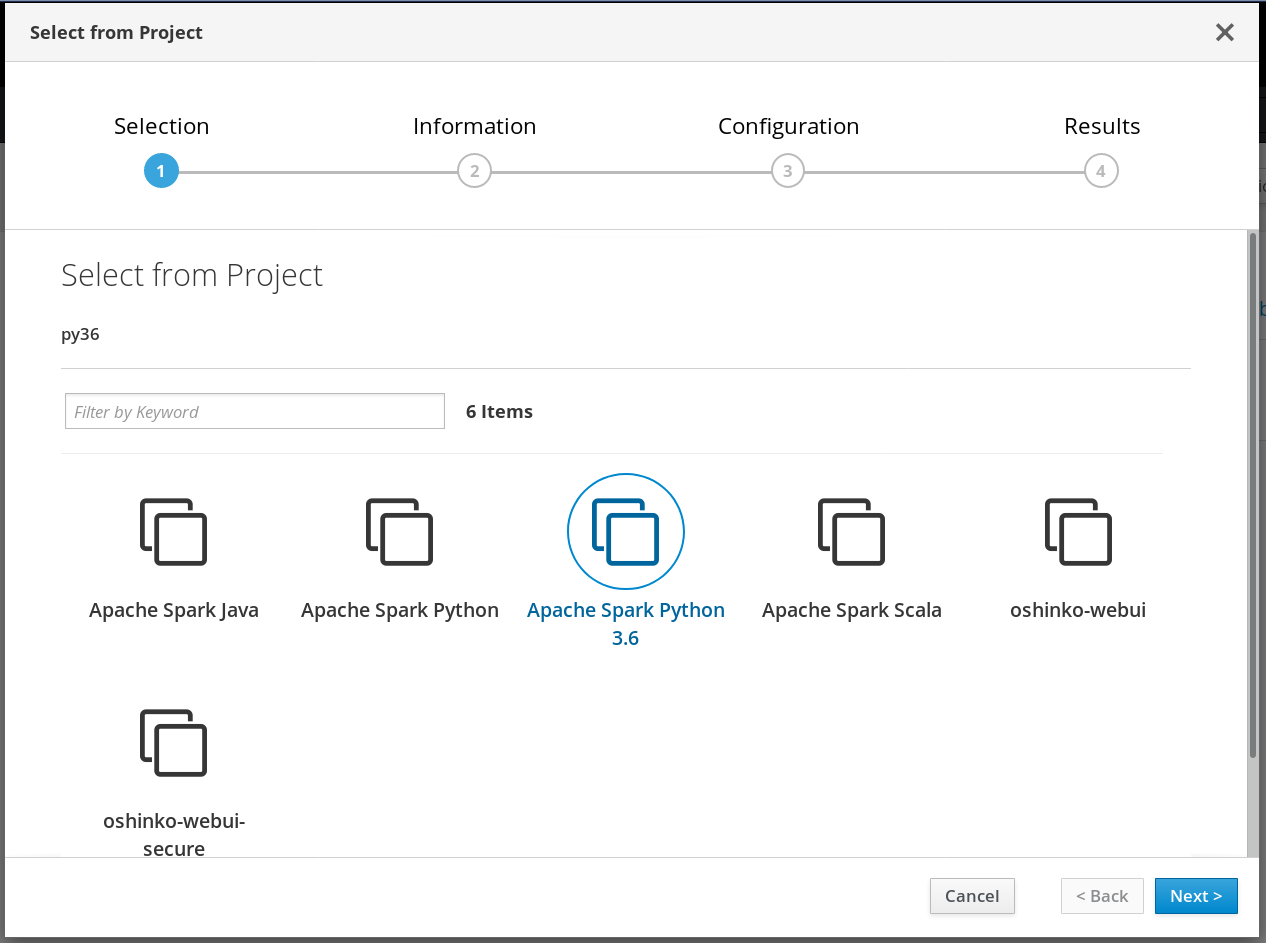 Select from Project
Selection
Information
Configuration
Results
1
2
3
4
Select from Project
py36
Filter by Keyword
6 Items
Apache Spark Java
Apache Spark Python
Apache Spark Python
3.6
Apache Spark Scala
oshinko-webui
oshinko-webui-
secure
Cancel
< Back
Next >